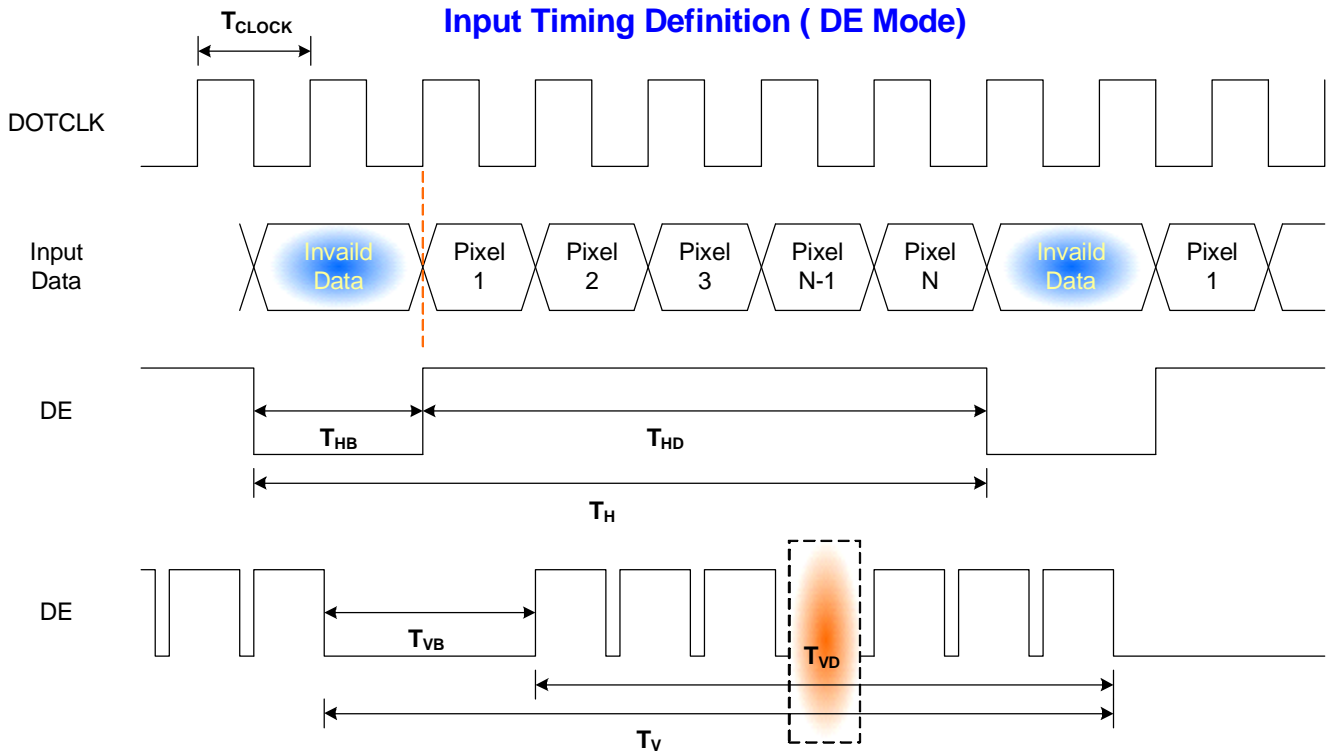 Input Timing Definition ( DE Mode)
TCLOCK
DOTCLK
Input
Data
Invaild
Data
Pixel
1
Pixel
2
Pixel
3
Pixel
N-1
Pixel
N
Invaild
Data
Pixel
1
DE
THB
THD
TH
DE
TVB
TVD
TV